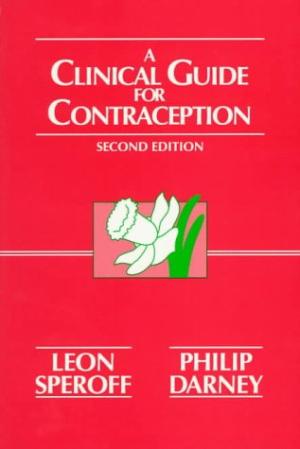 A
CLINICAL GUIDE
FOR
CONTRACEPTION
SECOND EDITION
LEON SPEROFF
PHILIP DARNEY